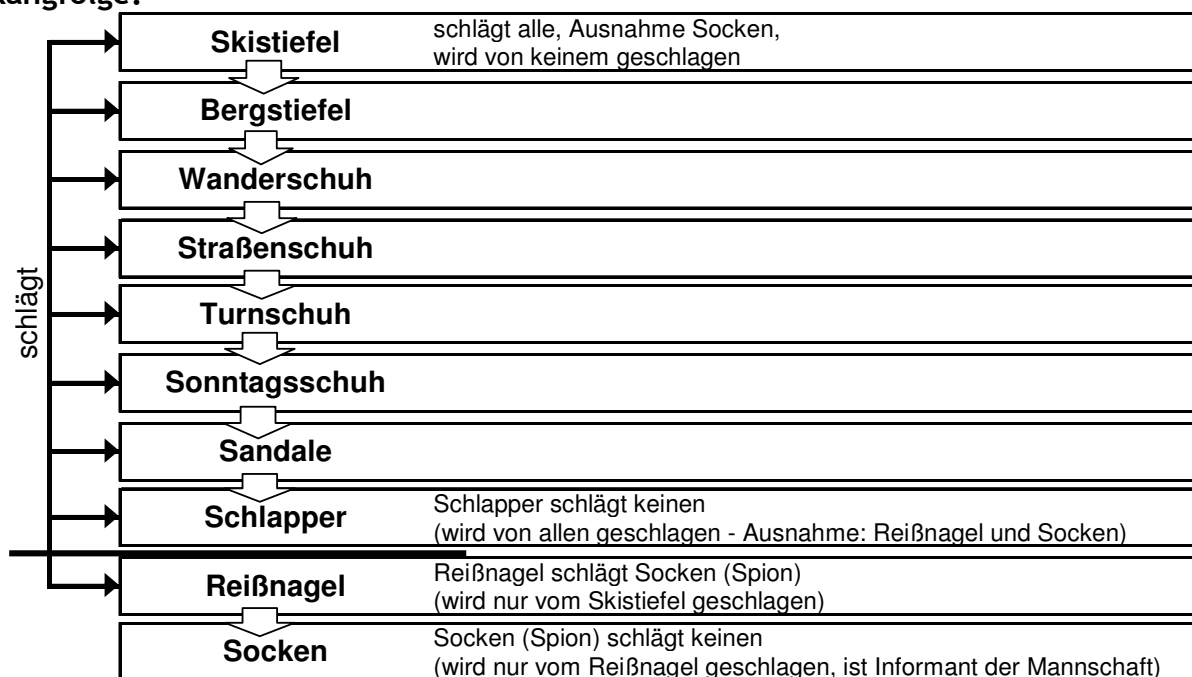 Skistiefel
schlägt alle, Ausnahme Socken,
wird von keinem geschlagen
Bergstiefel
Wanderschuh
Straßenschuh
schlägt
Turnschuh
Sonntagsschuh
Sandale
Schlapper
Schlapper schlägt keinen
(wird von allen geschlagen - Ausnahme: Reißnagel und Socken)
Reißnagel
Reißnagel schlägt Socken (Spion)
(wird nur vom Skistiefel geschlagen)
Socken
Socken (Spion) schlägt keinen
(wird nur vom Reißnagel geschlagen, ist Informant der Mannschaft)